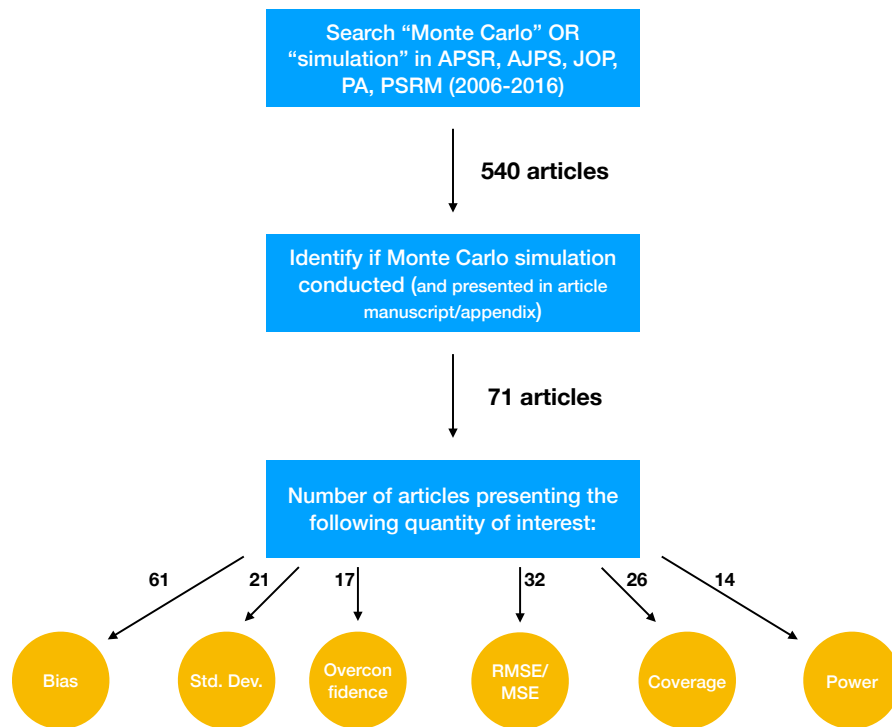 Search “Monte Carlo” OR
“simulation” in APSR, AJPS, JOP,
PA, PSRM (2006-2016)
540 articles
Identify if Monte Carlo simulation
conducted (and presented in article
manuscript/appendix)
71 articles
Number of articles presenting the
following quantity of interest:
61
21
17
32
26
14
Bias
Std. Dev.
Overcon
fidence
RMSE/
MSE
Coverage
Power